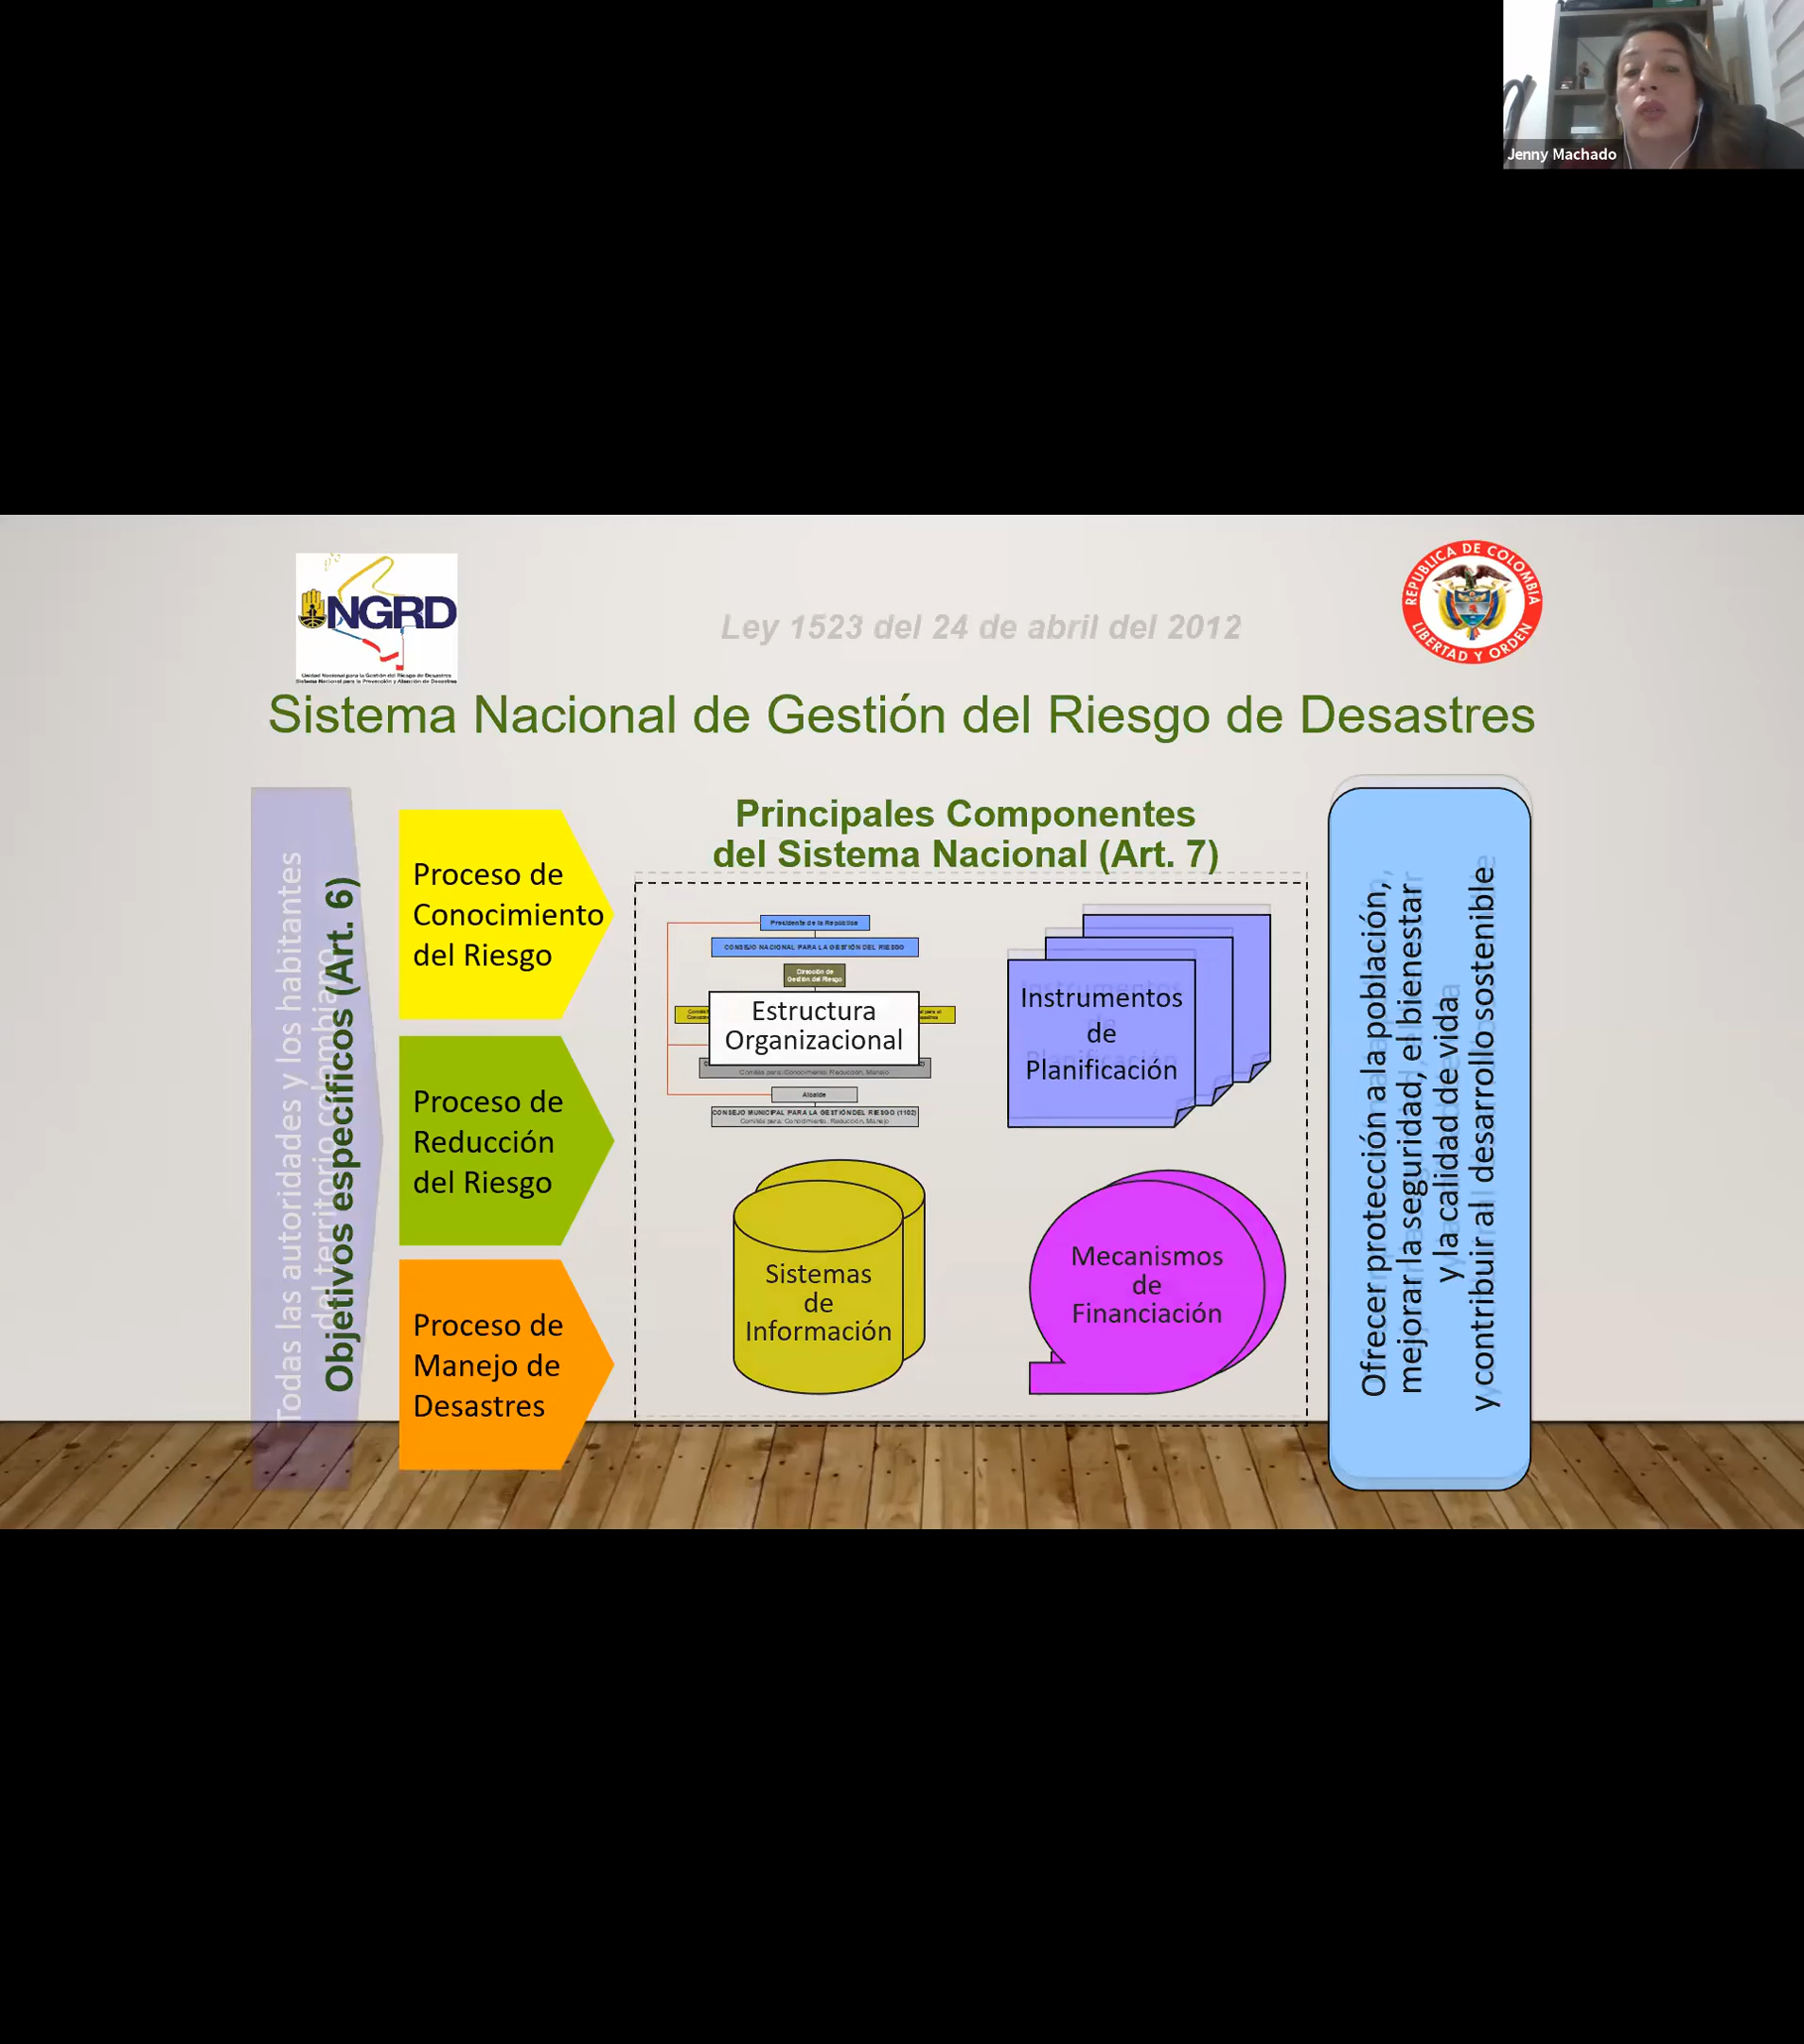 Jenny Machado
NGRD
Unidad Nacional para la Gestión del Riesgo de Desastres
Sistema Nacional para la Prevención y Atención de Desastres
Ley 1523 del 24 de abril del 2012
REPUBLICA DE COLOMBIA
LIBERTAD Y ORDEN
Sistema Nacional de Gestión del Riesgo de Desastres
Todas las autoridades y los habitantes
del territorio colombiano
Objetivos específicos (Art. 6)
Proceso de
Conocimiento
del Riesgo
Proceso de
Reducción
del Riesgo
Proceso de
Manejo de
Desastres
Principales Componentes
del Sistema Nacional (Art. 7)
Presidente de la República
CONSEJO NACIONAL PARA LA GESTIÓN DEL RIESGO
Dirección de
Gestión del Riesgo
Estructura
Organizacional
Comités para: Conocimiento, Reducción, Manejo
Alcalde
CONSEJO MUNICIPAL PARA LA GESTIÓN DEL RIESGO (1102)
Comités para: Conocimiento, Reducción, Manejo
Instrumentos
de
Planificación
Sistemas
de
Información
Mecanismos
de
Financiación
Ofrecer protección a la población,
mejorar la seguridad, el bienestar
y la calidad de vida
y contribuir al desarrollo sostenible